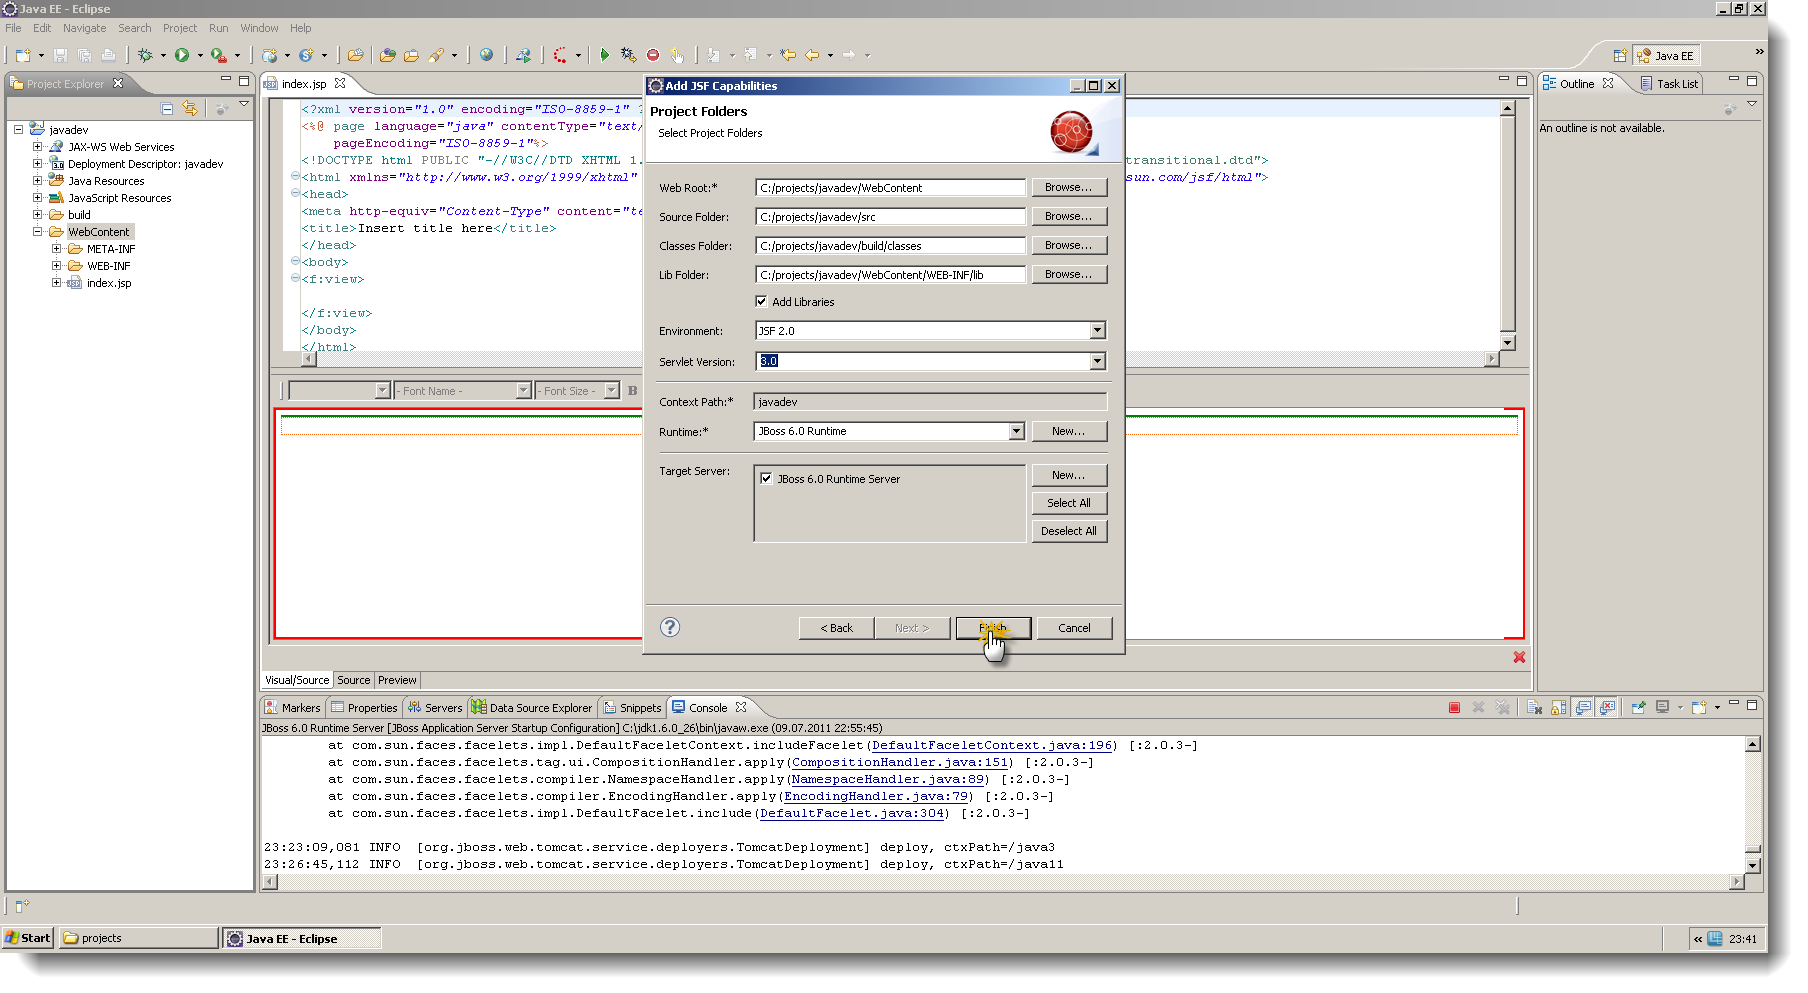 Java EE - Eclipse
File Edit Navigate Search Project Run Window Help
Java EE
»
Project Explorer
javadev
JAX-WS Web Services
Deployment Descriptor: javadev
Java Resources
JavaScript Resources
build
WebContent
META-INF
WEB-INF
index.jsp
index.jsp
<?xml version="1.0" encoding="ISO-8859-1" ?
<%@ page language="java" contentType="text/
pageEncoding="ISO-8859-1"%>
<!DOCTYPE html PUBLIC "-//W3C//DTD XHTML 1. transitional.dtd">
<html xmlns="http://www.w3.org/1999/xhtml" sun.com/jsf/html">
<head>
<meta http-equiv="Content-Type" content="te
<title>Insert title here</title>
</head>
<body>
<f:view>
</f:view>
</body>
</html>
- Font Name - - Font Size - B
Visual/Source Source Preview
Add JSF Capabilities
Project Folders
Select Project Folders
Web Root:* C:/projects/javadev/WebContent Browse...
Source Folder: C:/projects/javadev/src Browse...
Classes Folder: C:/projects/javadev/build/classes Browse...
Lib Folder: C:/projects/javadev/WebContent/WEB-INF/lib Browse...
Add Libraries
Environment: JSF 2.0
Servlet Version: 3.0
Context Path:* javadev
Runtime:* JBoss 6.0 Runtime New...
Target Server: JBoss 6.0 Runtime Server New...
Select All
Deselect All
? < Back Next > Finish Cancel
Outline Task List
An outline is not available.
Markers Properties Servers Data Source Explorer Snippets Console
JBoss 6.0 Runtime Server [JBoss Application Server Startup Configuration] C:\jdk1.6.0_26\bin\javaw.exe (09.07.2011 22:55:45)
at com.sun.faces.facelets.impl.DefaultFaceletContext.includeFacelet(DefaultFaceletContext.java:196) [:2.0.3-]
at com.sun.faces.facelets.tag.ui.CompositionHandler.apply(CompositionHandler.java:151) [:2.0.3-]
at com.sun.faces.facelets.compiler.NamespaceHandler.apply(NamespaceHandler.java:89) [:2.0.3-]
at com.sun.faces.facelets.compiler.EncodingHandler.apply(EncodingHandler.java:79) [:2.0.3-]
at com.sun.faces.facelets.impl.DefaultFacelet.include(DefaultFacelet.java:304) [:2.0.3-]
23:23:09,081 INFO [org.jboss.web.tomcat.service.deployers.TomcatDeployment] deploy, ctxPath=/java3
23:26:45,112 INFO [org.jboss.web.tomcat.service.deployers.TomcatDeployment] deploy, ctxPath=/java11
Start projects Java EE - Eclipse « 23:41